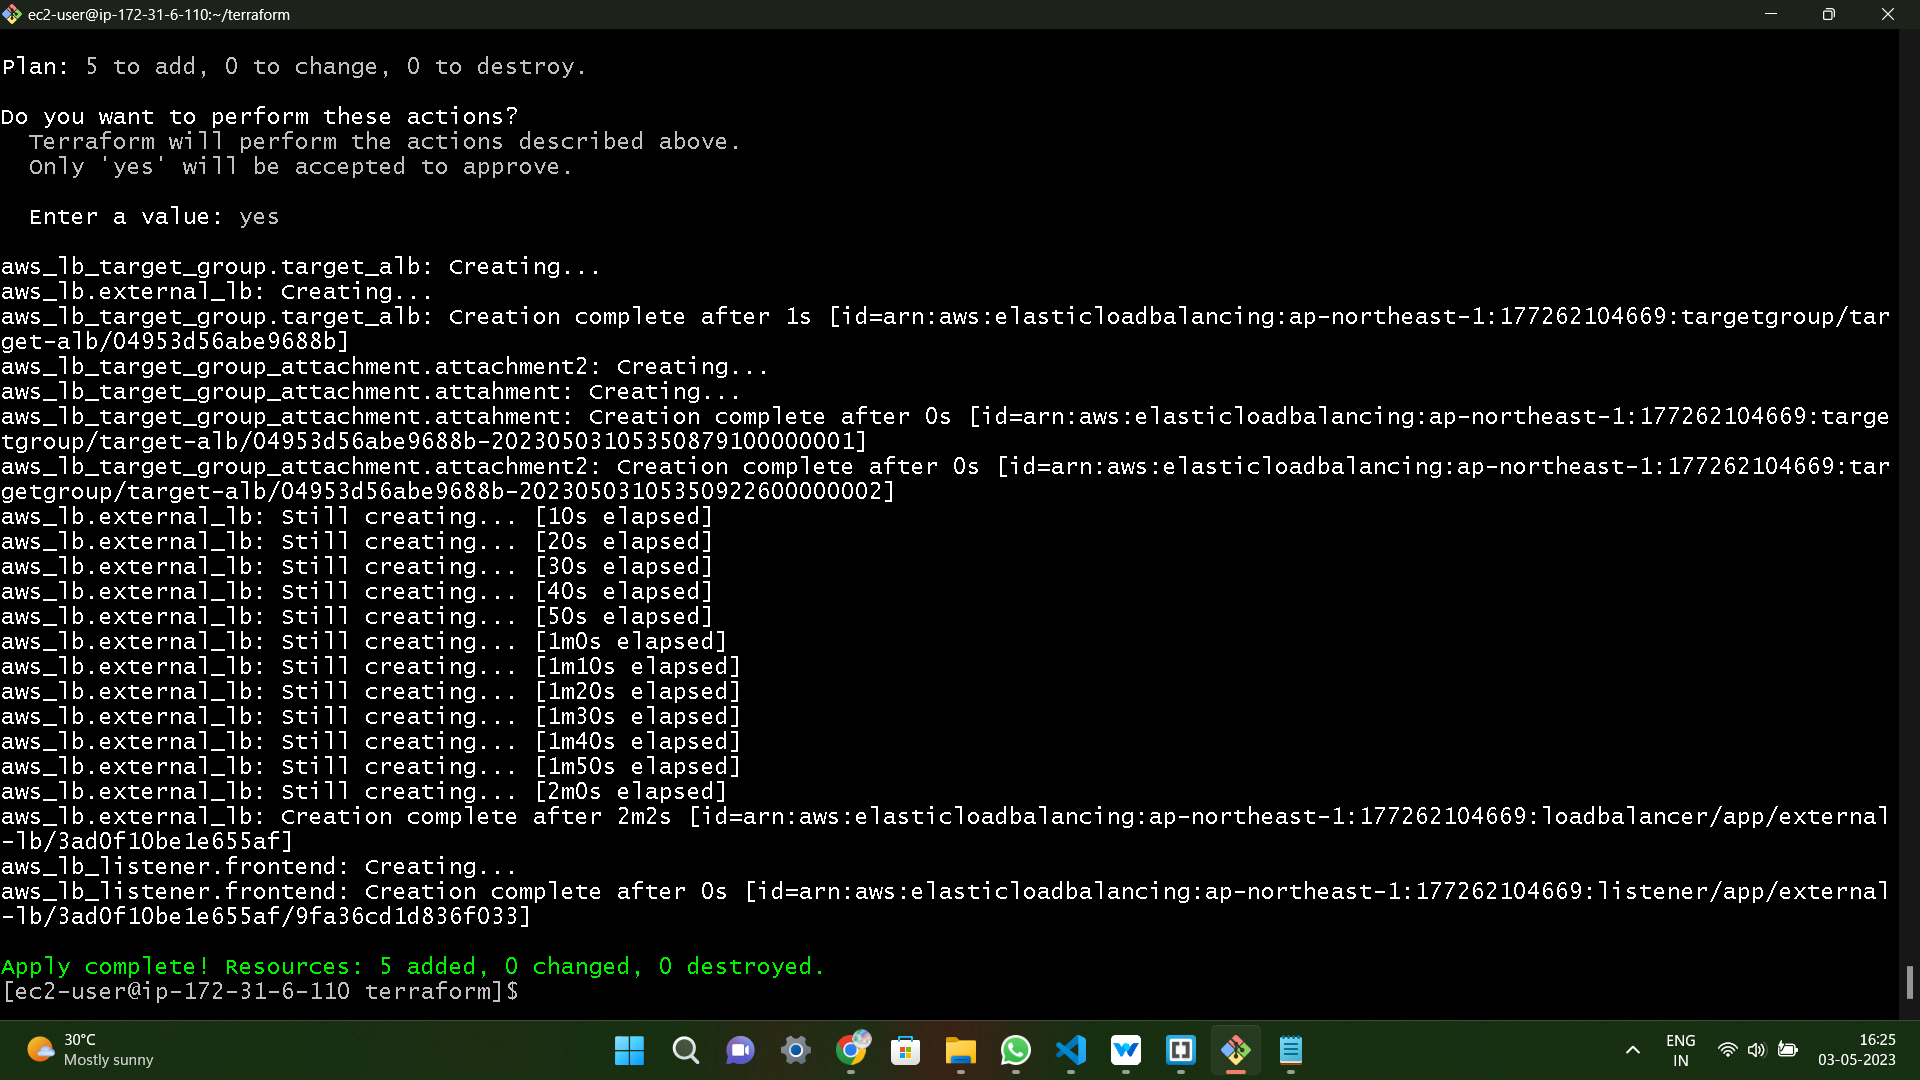 ec2-user@ip-172-31-6-110:~/terraform
Plan: 5 to add, 0 to change, 0 to destroy.
Do you want to perform these actions?
Terraform will perform the actions described above.
Only 'yes' will be accepted to approve.
Enter a value: yes
aws_lb_target_group.target_alb: Creating...
aws_lb.external_lb: Creating...
aws_lb_target_group.target_alb: Creation complete after 1s [id=arn:aws:elasticloadbalancing:ap-northeast-1:177262104669:targetgroup/tar
get-alb/04953d56abe9688b]
aws_lb_target_group_attachment.attachment2: Creating...
aws_lb_target_group_attachment.attahment: Creating...
aws_lb_target_group_attachment.attahment: Creation complete after 0s [id=arn:aws:elasticloadbalancing:ap-northeast-1:177262104669:targe
tgroup/target-alb/04953d56abe9688b-20230503105350879100000001]
aws_lb_target_group_attachment.attachment2: Creation complete after 0s [id=arn:aws:elasticloadbalancing:ap-northeast-1:177262104669:tar
getgroup/target-alb/04953d56abe9688b-20230503105350922600000002]
aws_lb.external_lb: Still creating... [10s elapsed]
aws_lb.external_lb: Still creating... [20s elapsed]
aws_lb.external_lb: Still creating... [30s elapsed]
aws_lb.external_lb: Still creating... [40s elapsed]
aws_lb.external_lb: Still creating... [50s elapsed]
aws_lb.external_lb: Still creating... [1m0s elapsed]
aws_lb.external_lb: Still creating... [1m10s elapsed]
aws_lb.external_lb: Still creating... [1m20s elapsed]
aws_lb.external_lb: Still creating... [1m30s elapsed]
aws_lb.external_lb: Still creating... [1m40s elapsed]
aws_lb.external_lb: Still creating... [1m50s elapsed]
aws_lb.external_lb: Still creating... [2m0s elapsed]
aws_lb.external_lb: Creation complete after 2m2s [id=arn:aws:elasticloadbalancing:ap-northeast-1:177262104669:loadbalancer/app/external
-lb/3ad0f10be1e655af]
aws_lb_listener.frontend: Creating...
aws_lb_listener.frontend: Creation complete after 0s [id=arn:aws:elasticloadbalancing:ap-northeast-1:177262104669:listener/app/external
-lb/3ad0f10be1e655af/9fa36cd1d836f033]
Apply complete! Resources: 5 added, 0 changed, 0 destroyed.
[ec2-user@ip-172-31-6-110 terraform]$
30°C
Mostly sunny
ENG
IN
16:25
03-05-2023